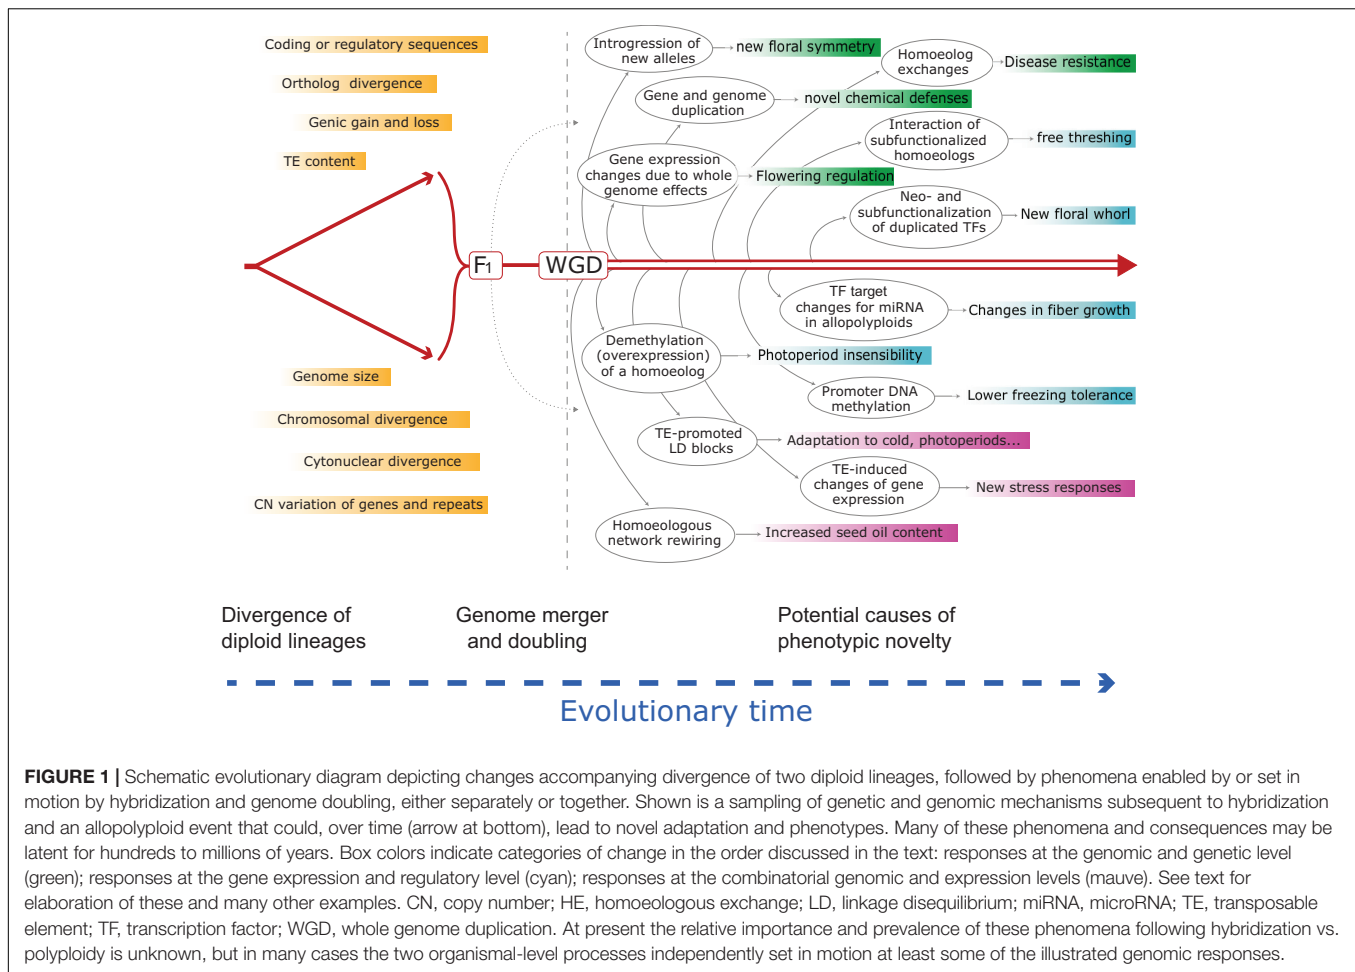 Coding or regulatory sequences
Ortholog divergence
Genic gain and loss
TE content
F1
WGD
Genome size
Chromosomal divergence
Cytonuclear divergence
CN variation of genes and repeats
Introgression of
new alleles
new floral symmetry
Homoeolog
exchanges
Disease resistance
Gene and genome
duplication
novel chemical defenses
Interaction of
subfunctionalized
homoeologs
free threshing
Gene expression
changes due to whole
genome effects
Flowering regulation
Neo- and
subfunctionalization
of duplicated TFs
New floral whorl
TF target
changes for miRNA
in allopolyploids
Changes in fiber growth
Demethylation
(overexpression)
of a homoeolog
Photoperiod insensibility
Promoter DNA
methylation
Lower freezing tolerance
TE-promoted
LD blocks
Adaptation to cold, photoperiods...
TE-induced
changes of gene
expression
New stress responses
Homoeologous
network rewiring
Increased seed oil content
Divergence of
diploid lineages
Genome merger
and doubling
Potential causes of
phenotypic novelty
Evolutionary time
FIGURE 1 | Schematic evolutionary diagram depicting changes accompanying divergence of two diploid lineages, followed by phenomena enabled by or set in
motion by hybridization and genome doubling, either separately or together. Shown is a sampling of genetic and genomic mechanisms subsequent to hybridization
and an allopolyploid event that could, over time (arrow at bottom), lead to novel adaptation and phenotypes. Many of these phenomena and consequences may be
latent for hundreds to millions of years. Box colors indicate categories of change in the order discussed in the text: responses at the genomic and genetic level
(green); responses at the gene expression and regulatory level (cyan); responses at the combinatorial genomic and expression levels (mauve). See text for
elaboration of these and many other examples. CN, copy number; HE, homoeologous exchange; LD, linkage disequilibrium; miRNA, microRNA; TE, transposable
element; TF, transcription factor; WGD, whole genome duplication. At present the relative importance and prevalence of these phenomena following hybridization vs.
polyploidy is unknown, but in many cases the two organismal-level processes independently set in motion at least some of the illustrated genomic responses.